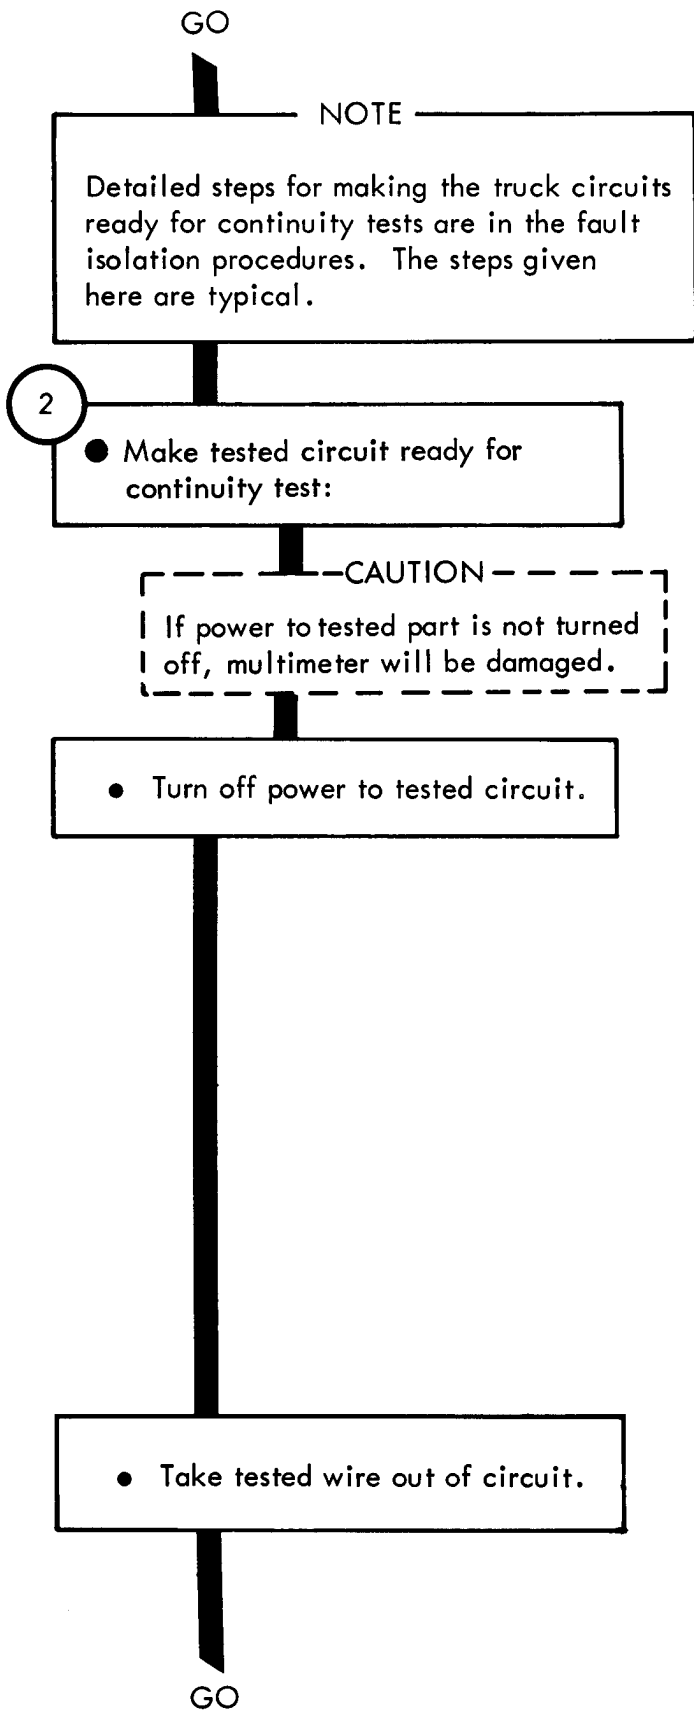 GO
NOTE
Detailed steps for making the truck circuits
ready for continuity tests are in the fault
isolation procedures. The steps given
here are typical.
2
● Make tested circuit ready for
continuity test:
CAUTION
If power to tested part is not turned
off, multimeter will be damaged.
• Turn off power to tested circuit.
• Take tested wire out of circuit.
GO